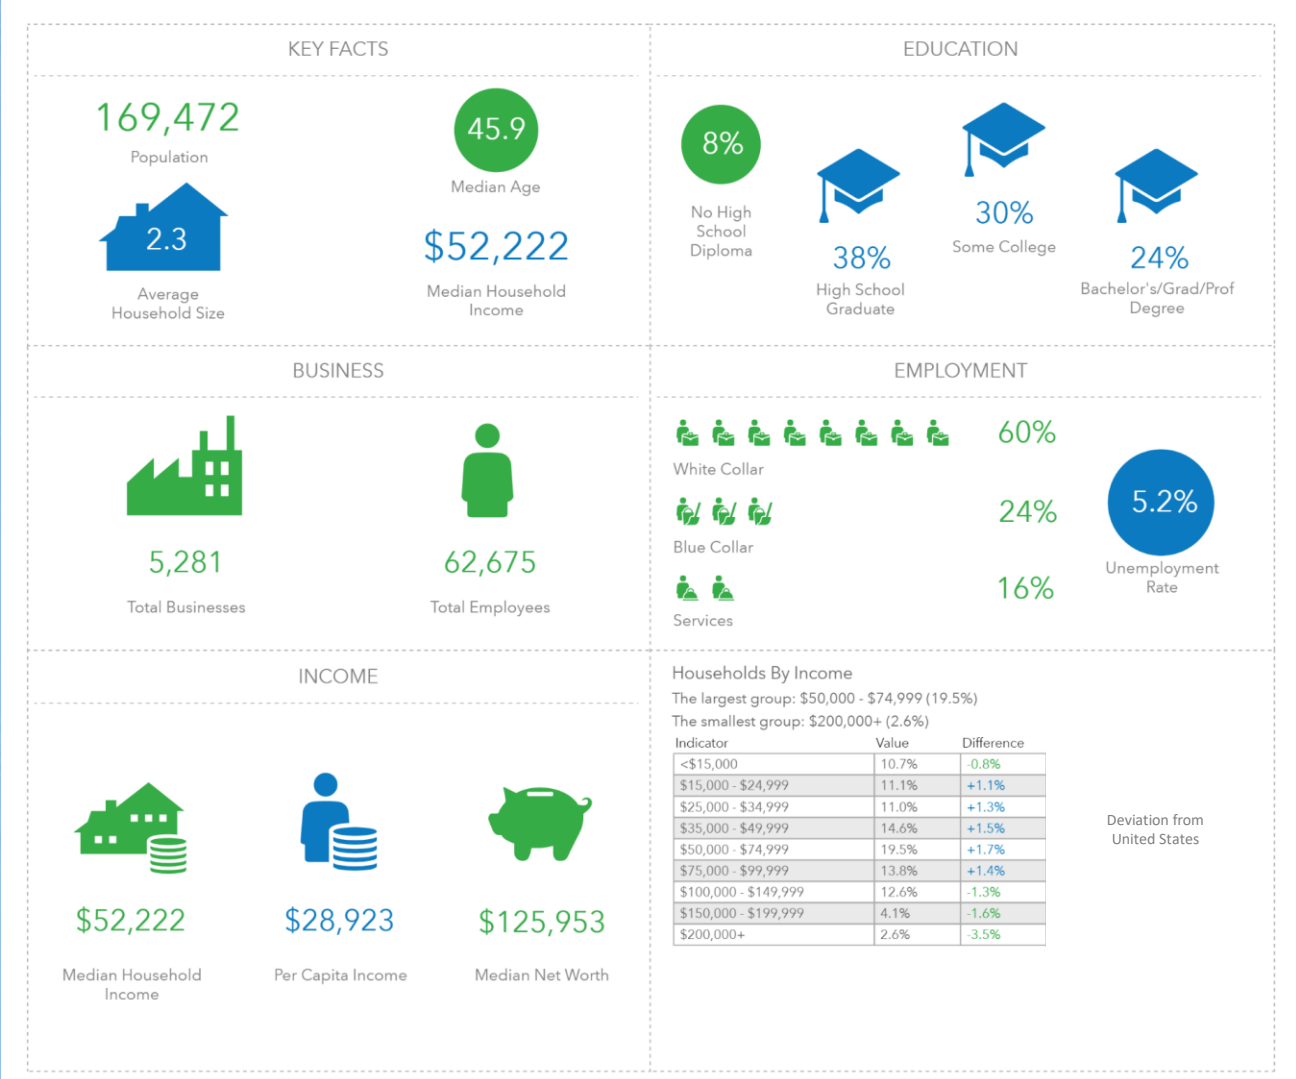 KEY FACTS
169,472
Population
45.9
Median Age
2.3
Average
Household Size
$52,222
Median Household
Income
EDUCATION
8%
No High
School
Diploma
38%
High School
Graduate
30%
Some College
24%
Bachelor's/Grad/Prof
Degree
BUSINESS
5,281
Total Businesses
62,675
Total Employees
EMPLOYMENT
60%
White Collar
24%
Blue Collar
16%
Services
5.2%
Unemployment
Rate
INCOME
$52,222
Median Household
Income
$28,923
Per Capita Income
$125,953
Median Net Worth
Households By Income
The largest group: $50,000 - $74,999 (19.5%)
The smallest group: $200,000+ (2.6%)
Indicator Value Difference
<$15,000 10.7% -0.8%
$15,000 - $24,999 11.1% +1.1%
$25,000 - $34,999 11.0% +1.3%
$35,000 - $49,999 14.6% +1.5%
$50,000 - $74,999 19.5% +1.7%
$75,000 - $99,999 13.8% +1.4%
$100,000 - $149,999 12.6% -1.3%
$150,000 - $199,999 4.1% -1.6%
$200,000+ 2.6% -3.5%
Deviation from
United States